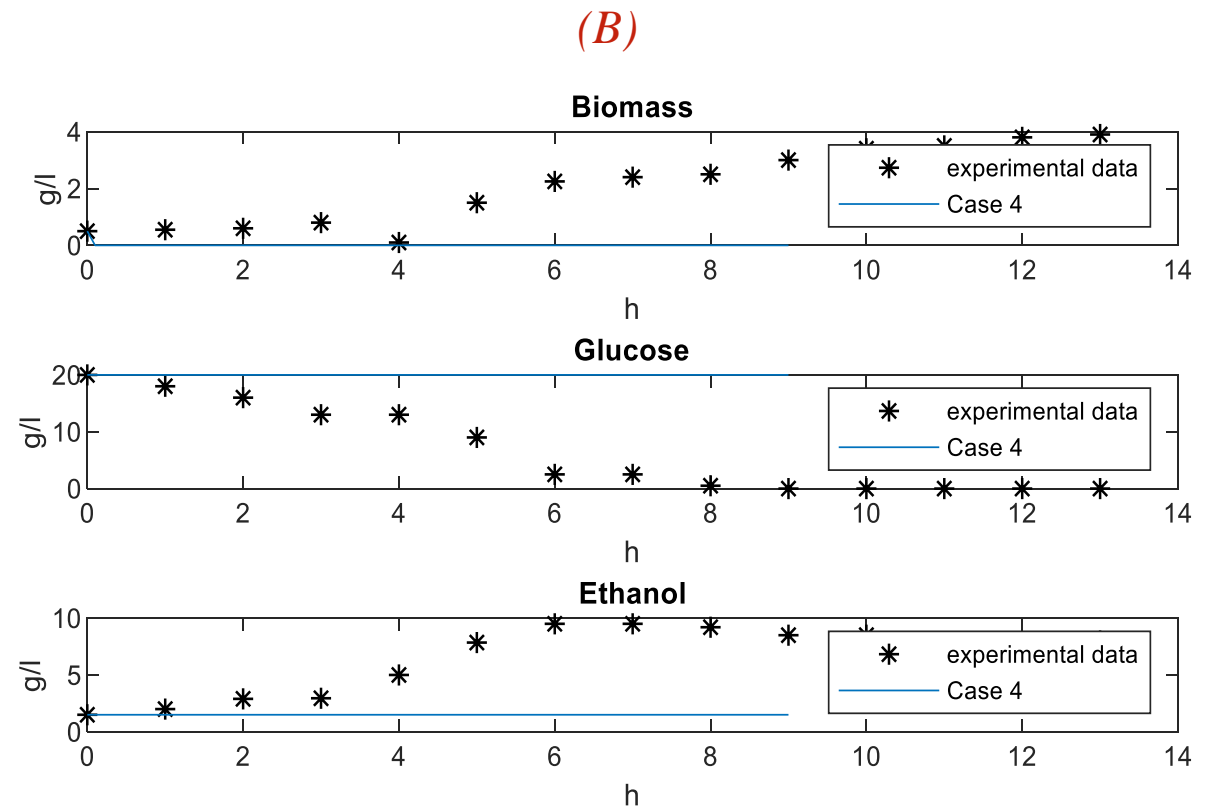 (B)
Biomass
4
2
0
g/l
experimental data
Case 4
0 2 4 6 8 10 12 14
h
Glucose
20
10
0
g/l
experimental data
Case 4
0 2 4 6 8 10 12 14
h
Ethanol
10
5
0
g/l
experimental data
Case 4
0 2 4 6 8 10 12 14
h